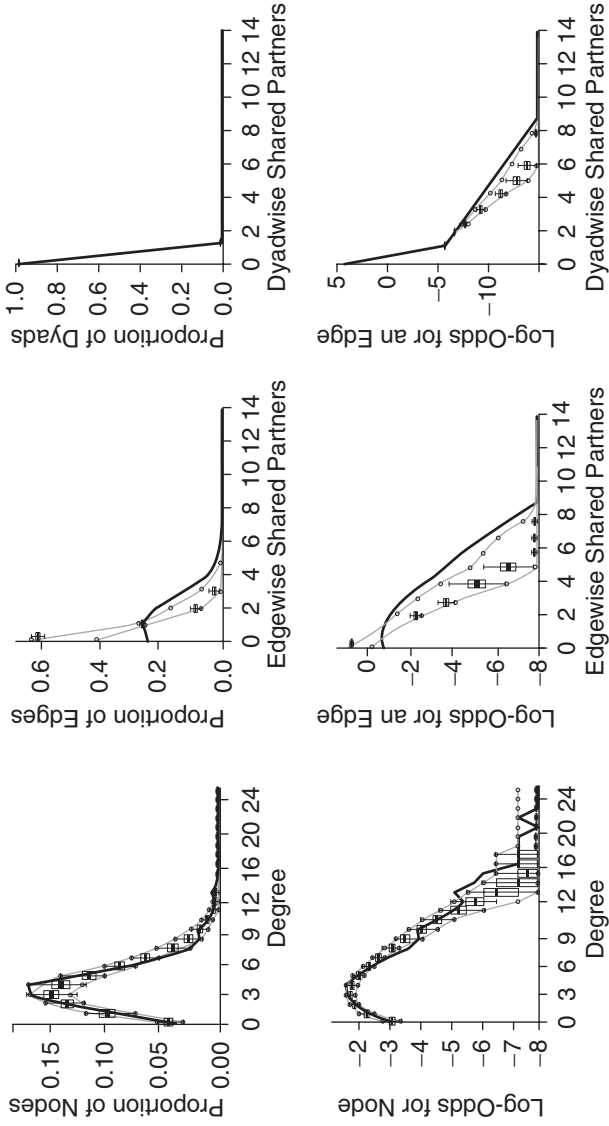 Proportion of Nodes
0.15
0.10
0.05
0.00
0 3 6 9 12 16 20 24
Degree
Proportion of Edges
0.6
0.4
0.2
0.0
0 2 4 6 8 10 12 14
Edgewise Shared Partners
Proportion of Dyads
1.0
0.8
0.6
0.4
0.2
0.0
0 2 4 6 8 10 12 14
Dyadwise Shared Partners
Log-Odds for Node
−2
−3
−4
−5
−6
−7
−8
0 3 6 9 12 16 20 24
Degree
Log-Odds for an Edge
0
−2
−4
−6
−8
0 2 4 6 8 10 12 14
Edgewise Shared Partners
Log-Odds for an Edge
5
−5
−10
0 2 4 6 8 10 12 14
Dyadwise Shared Partners